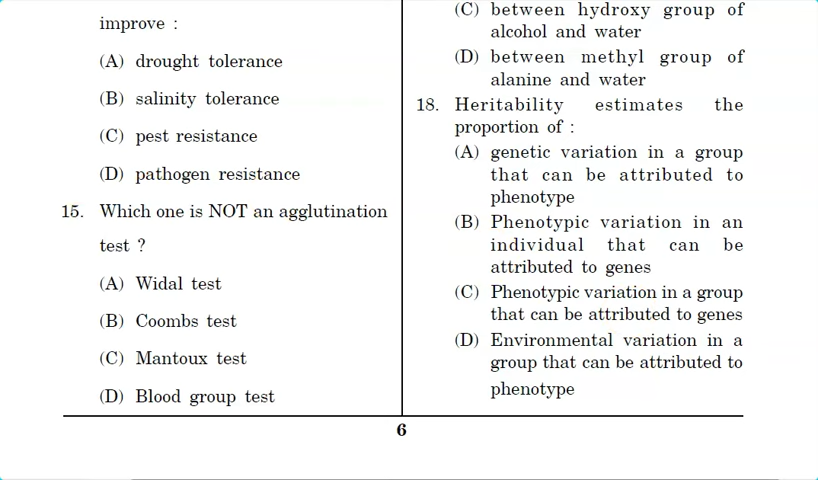 improve :
(A) drought tolerance
(B) salinity tolerance
(C) pest resistance
(D) pathogen resistance
15. Which one is NOT an agglutination
test ?
(A) Widal test
(B) Coombs test
(C) Mantoux test
(D) Blood group test
(C) between hydroxy group of
alcohol and water
(D) between methyl group of
alanine and water
18. Heritability estimates the
proportion of :
(A) genetic variation in a group
that can be attributed to
phenotype
(B) Phenotypic variation in an
individual that can be
attributed to genes
(C) Phenotypic variation in a group
that can be attributed to genes
(D) Environmental variation in a
group that can be attributed to
phenotype
6